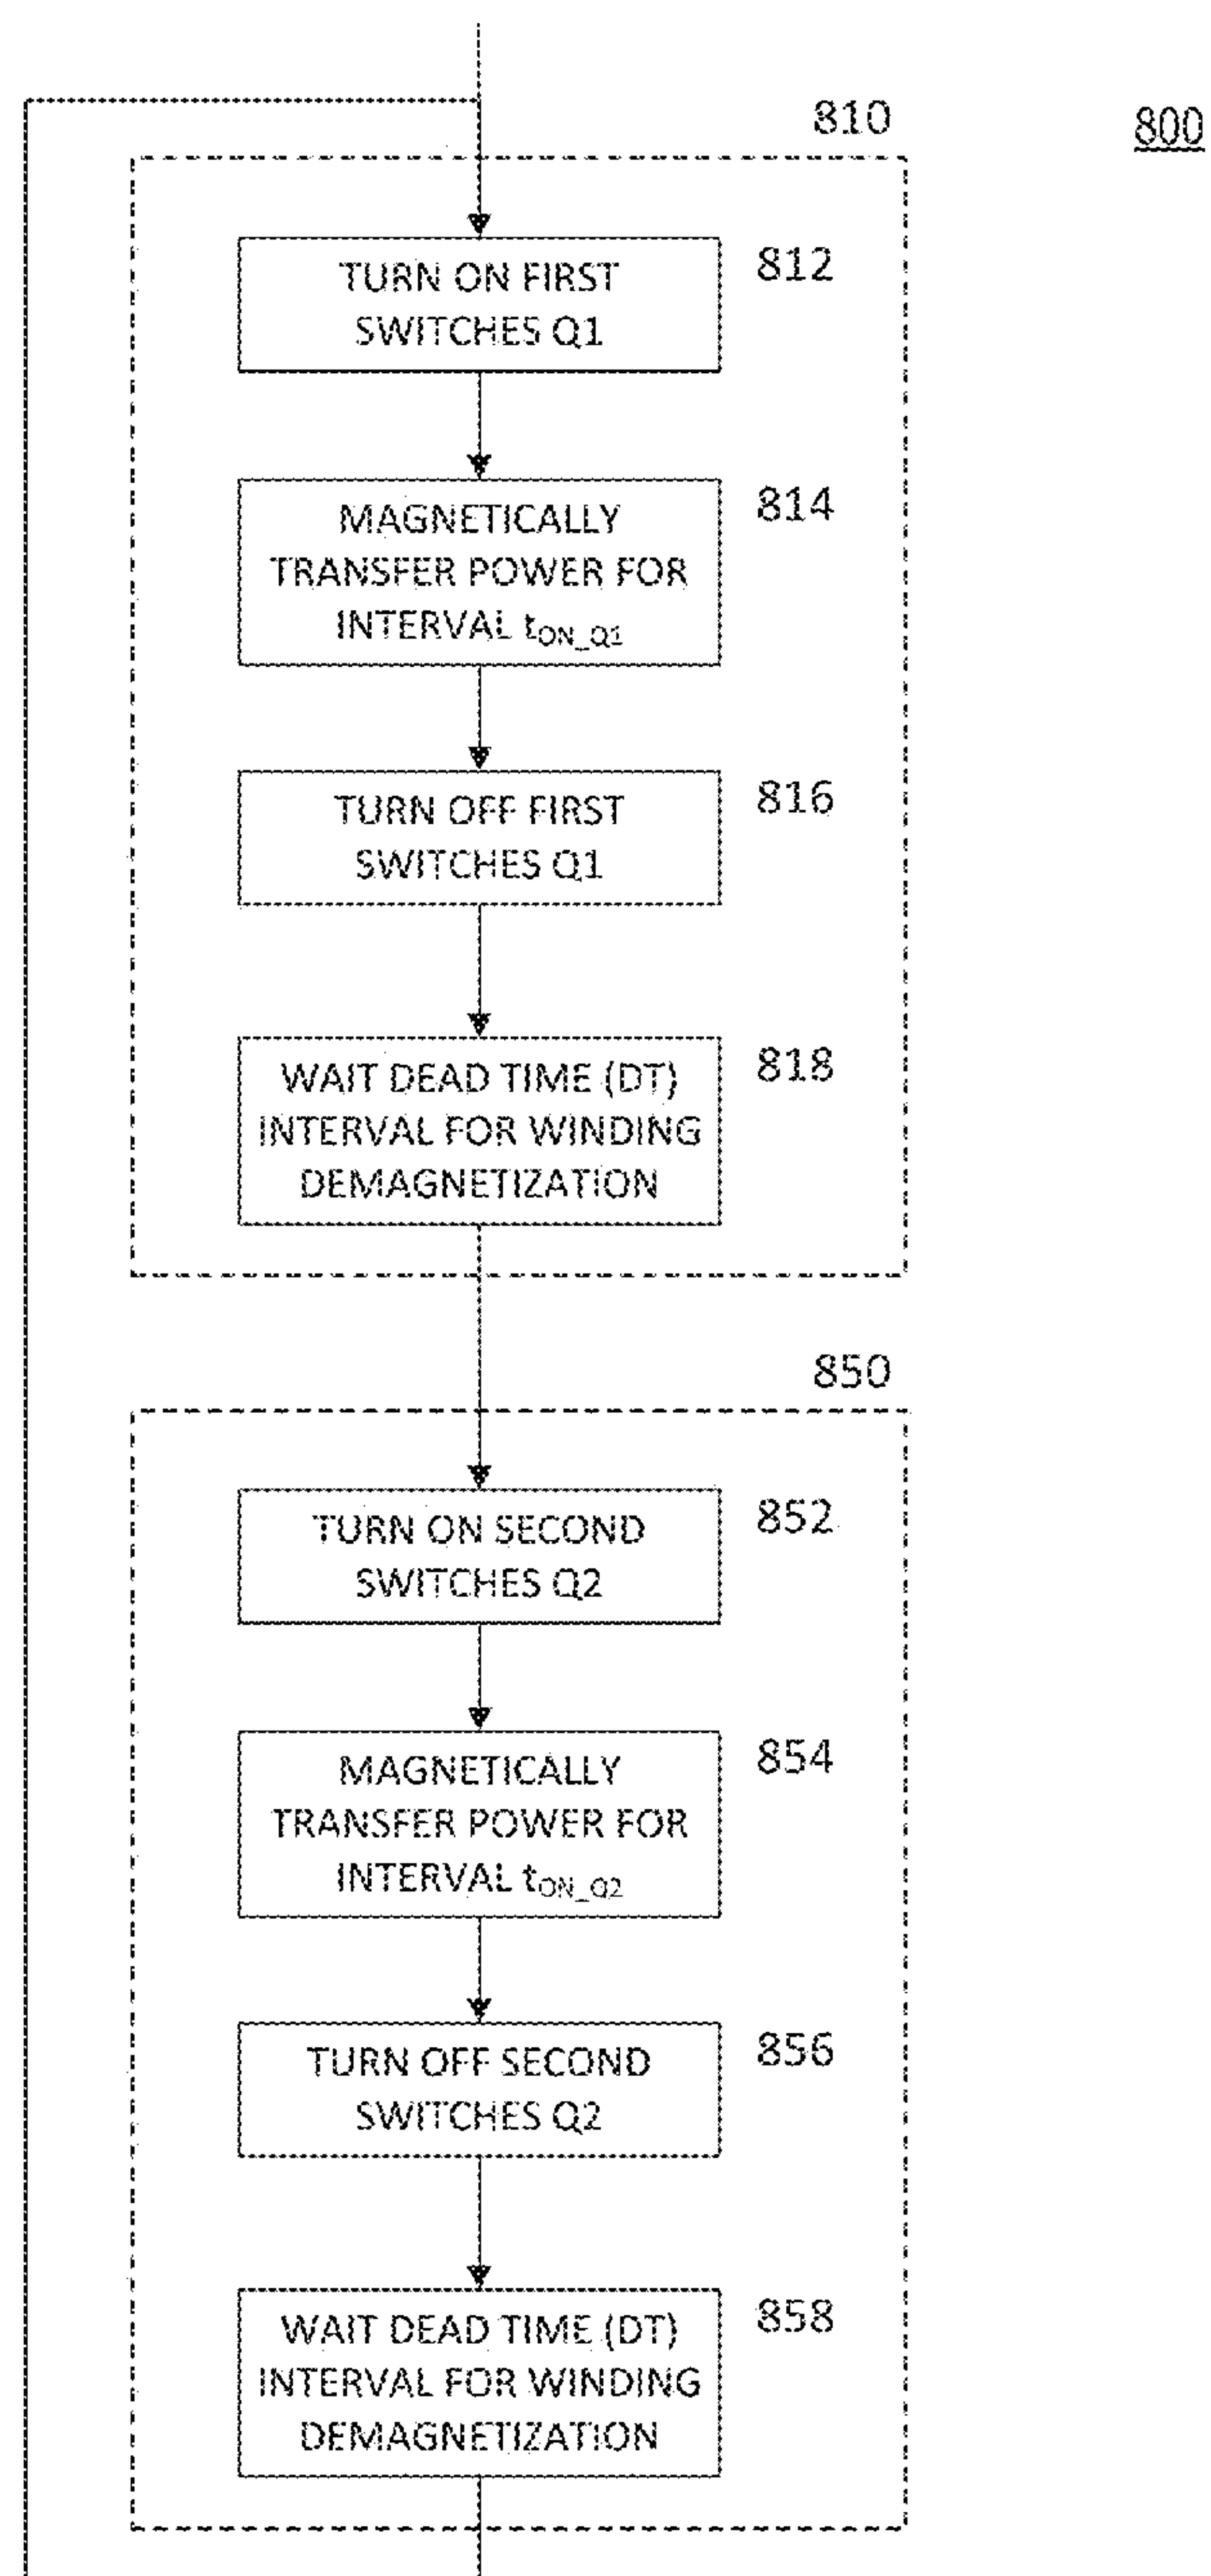 810
800
TURN ON FIRST
SWITCHES Q1
812
MAGNETICALLY
TRANSFER POWER FOR
INTERVAL tON_Q1
814
TURN OFF FIRST
SWITCHES Q1
816
WAIT DEAD TIME (DT)
INTERVAL FOR WINDING
DEMAGNETIZATION
818
850
TURN ON SECOND
SWITCHES Q2
852
MAGNETICALLY
TRANSFER POWER FOR
INTERVAL tON_Q2
854
TURN OFF SECOND
SWITCHES Q2
856
WAIT DEAD TIME (DT)
INTERVAL FOR WINDING
DEMAGNETIZATION
858